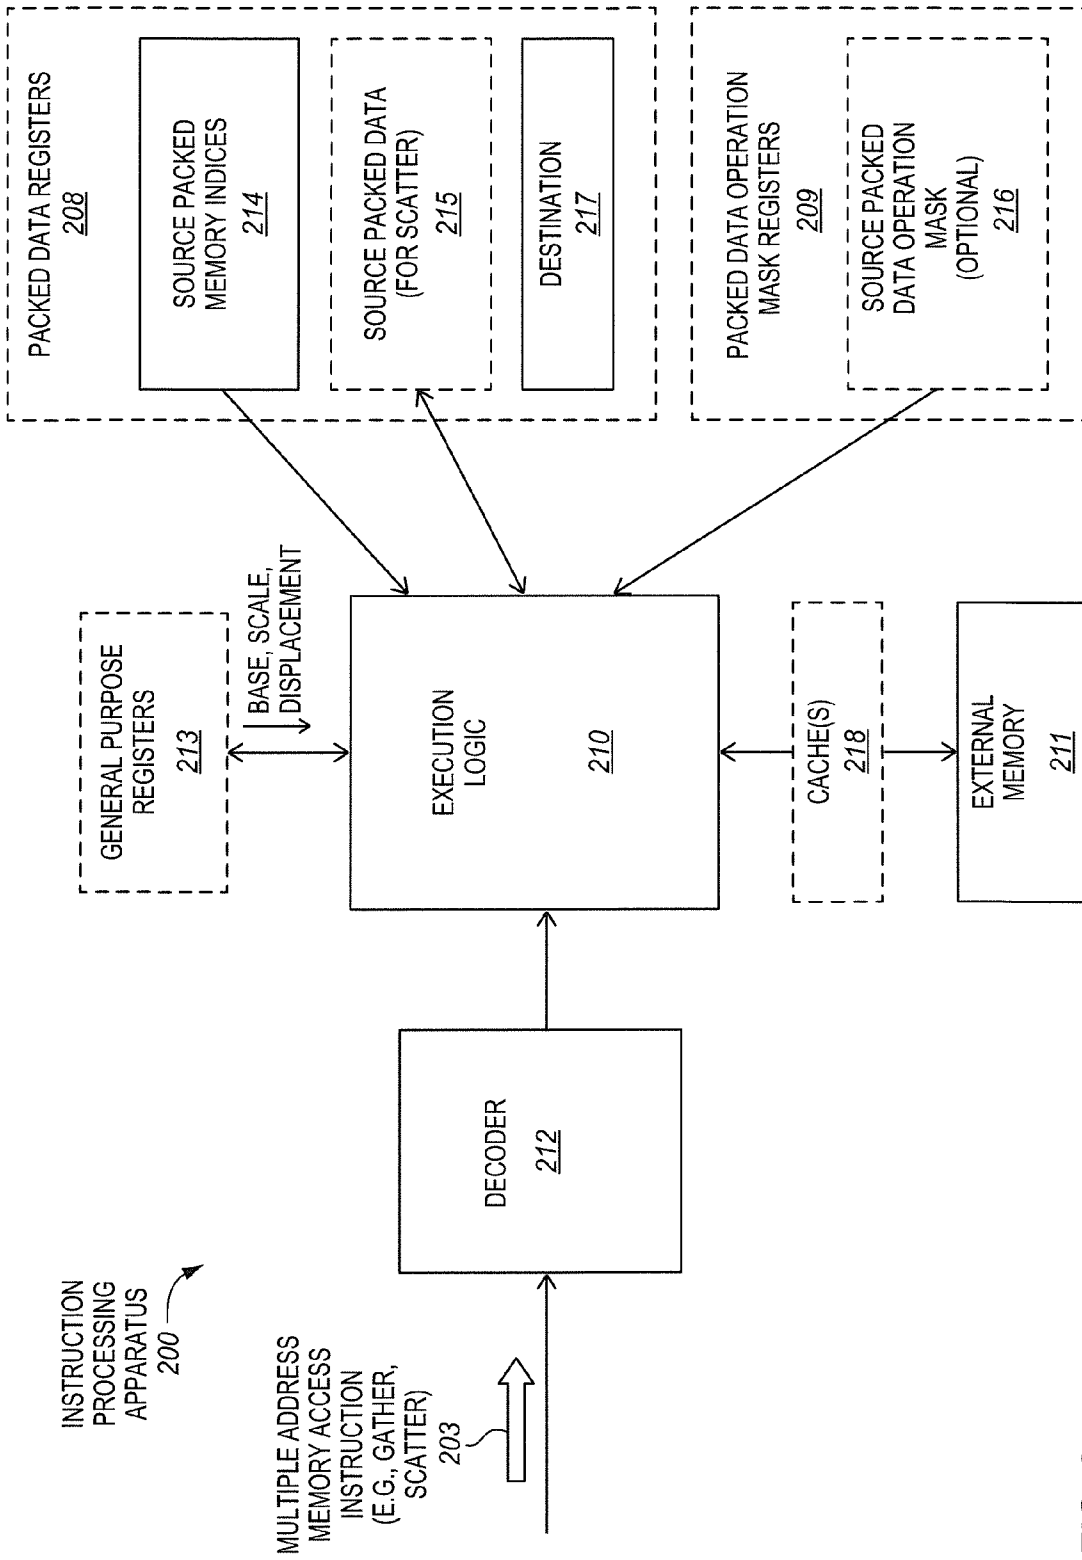 INSTRUCTION
PROCESSING
APPARATUS
200
MULTIPLE ADDRESS
MEMORY ACCESS
INSTRUCTION
(E.G., GATHER,
SCATTER)
203
DECODER
212
GENERAL PURPOSE
REGISTERS
213
BASE, SCALE,
DISPLACEMENT
EXECUTION
LOGIC
210
CACHE(S)
218
EXTERNAL
MEMORY
211
PACKED DATA REGISTERS
208
SOURCE PACKED
MEMORY INDICES
214
SOURCE PACKED DATA
(FOR SCATTER)
215
DESTINATION
217
PACKED DATA OPERATION
MASK REGISTERS
209
SOURCE PACKED
DATA OPERATION
MASK
(OPTIONAL)
216